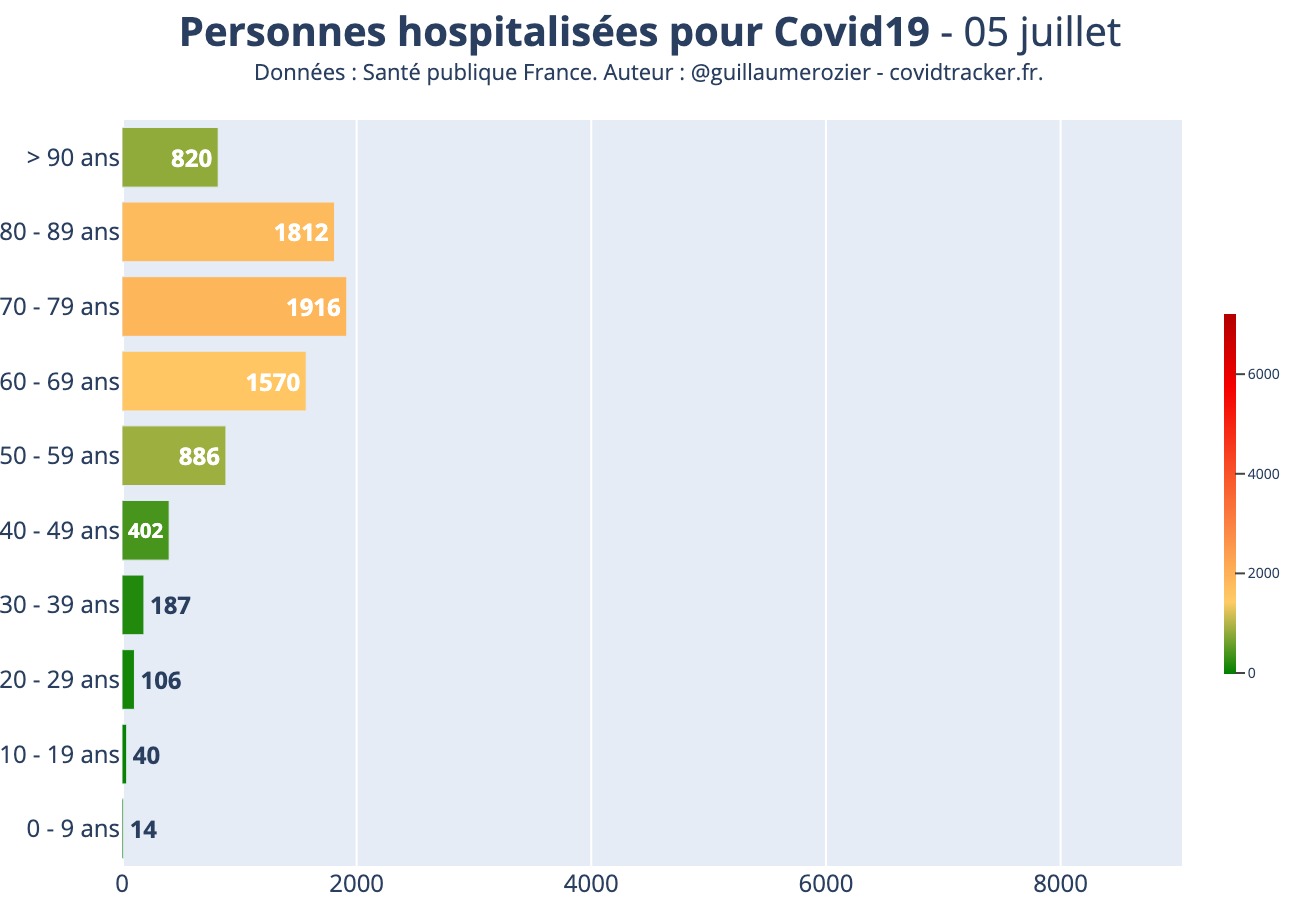 Personnes hospitalisées pour Covid19 - 05 juillet
Données : Santé publique France. Auteur : @guillaumerozier - covidtracker.fr.
> 90 ans 820
80 - 89 ans 1812
70 - 79 ans 1916
60 - 69 ans 1570
50 - 59 ans 886
40 - 49 ans 402
30 - 39 ans 187
20 - 29 ans 106
10 - 19 ans 40
0 - 9 ans 14
0 2000 4000 6000 8000
6000
4000
2000
0